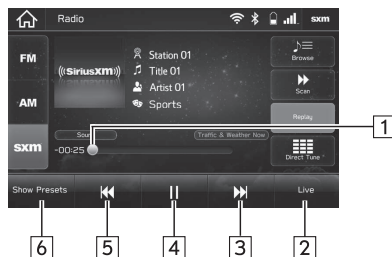 Radio
sxm
FM
AM
sxm
((SiriusXM))
Station 01
Title 01
Artist 01
Sports
Browse
Scan
Replay
Direct Tune
Traffic & Weather Now
-00:25
Show Presets
Live
1
6
5
4
3
2